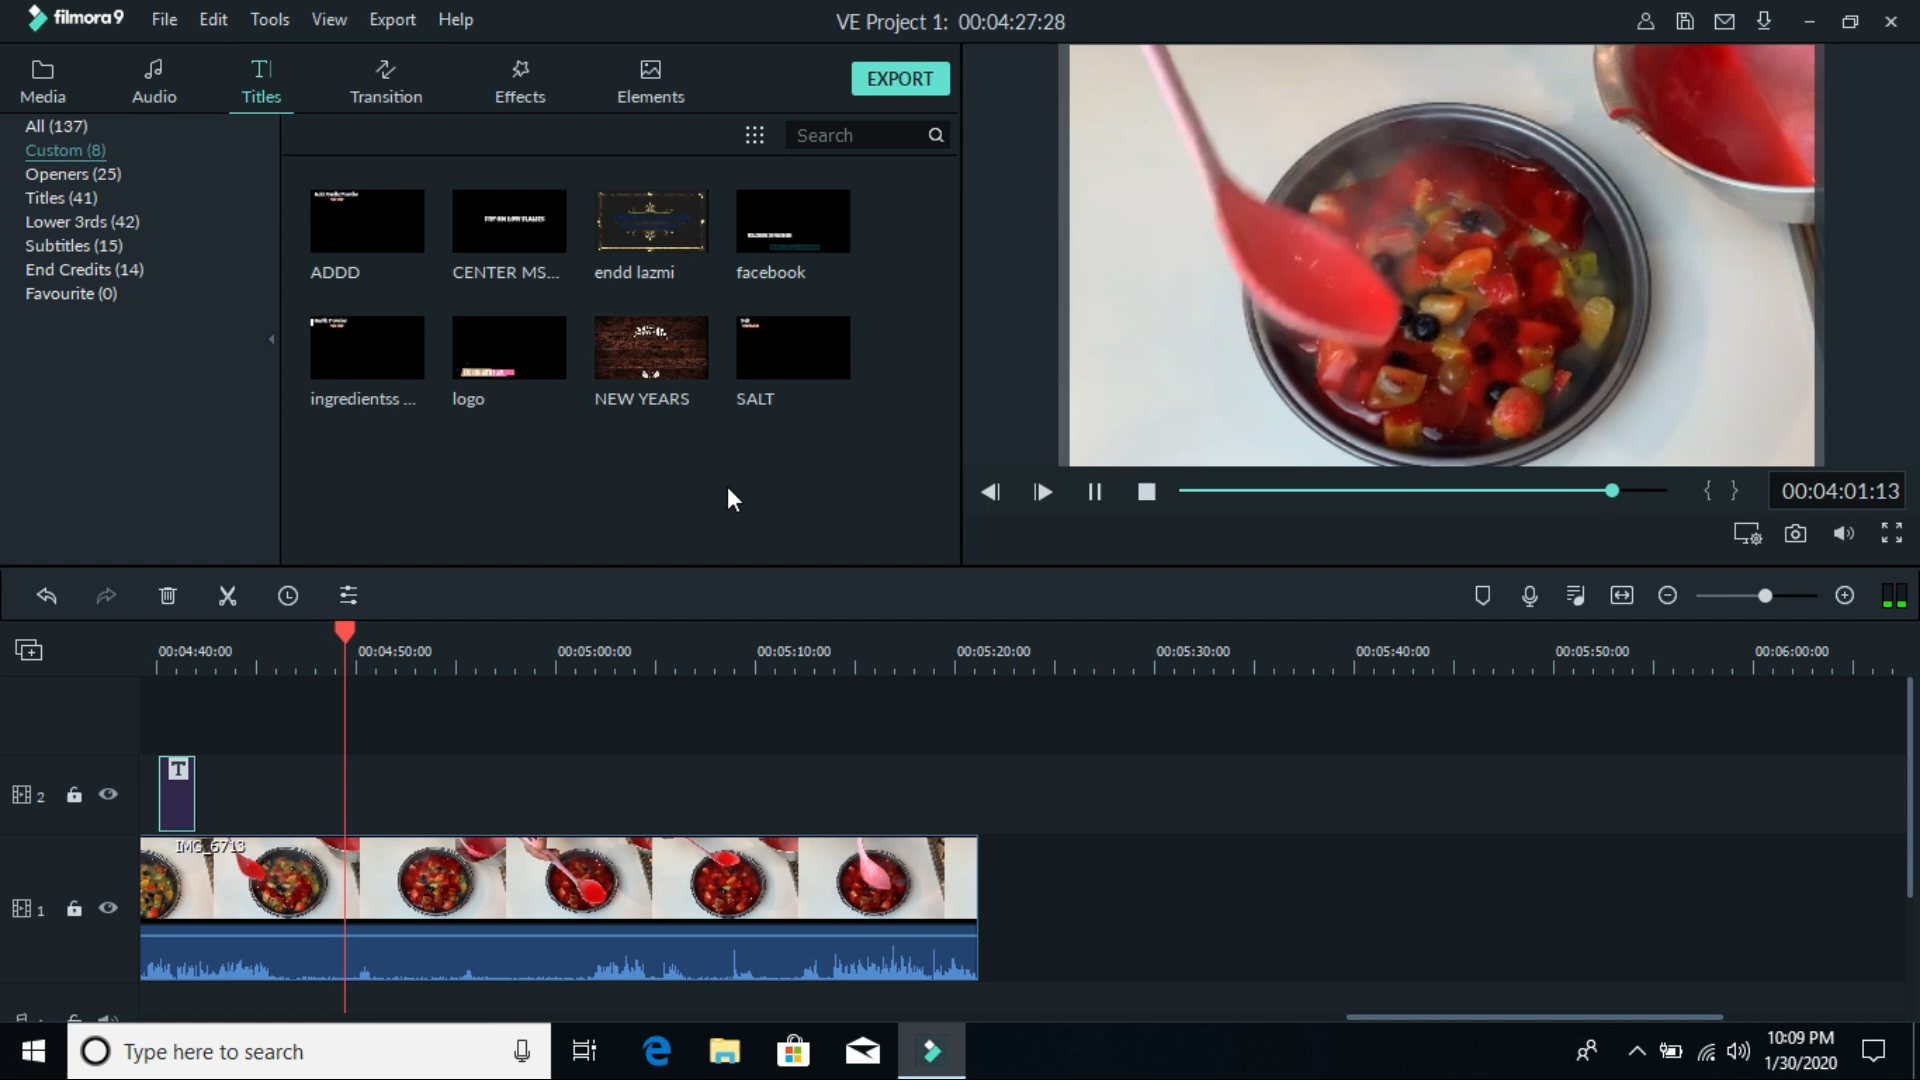 filmora9 File Edit Tools View Export Help VE Project 1: 00:04:27:28
Media Audio Titles Transition Effects Elements EXPORT
All (137)
Custom (8)
Openers (25)
Titles (41)
Lower 3rds (42)
Subtitles (15)
End Credits (14)
Favourite (0)
Search
ADDD CENTER MS... endd lazmi facebook
ingredientss ... logo NEW YEARS SALT
00:04:01:13
00:04:40:00 00:04:50:00 00:05:00:00 00:05:10:00 00:05:20:00 00:05:30:00 00:05:40:00 00:05:50:00 00:06:00:00
T
2
IMG_6713
1
Type here to search
10:09 PM
1/30/2020